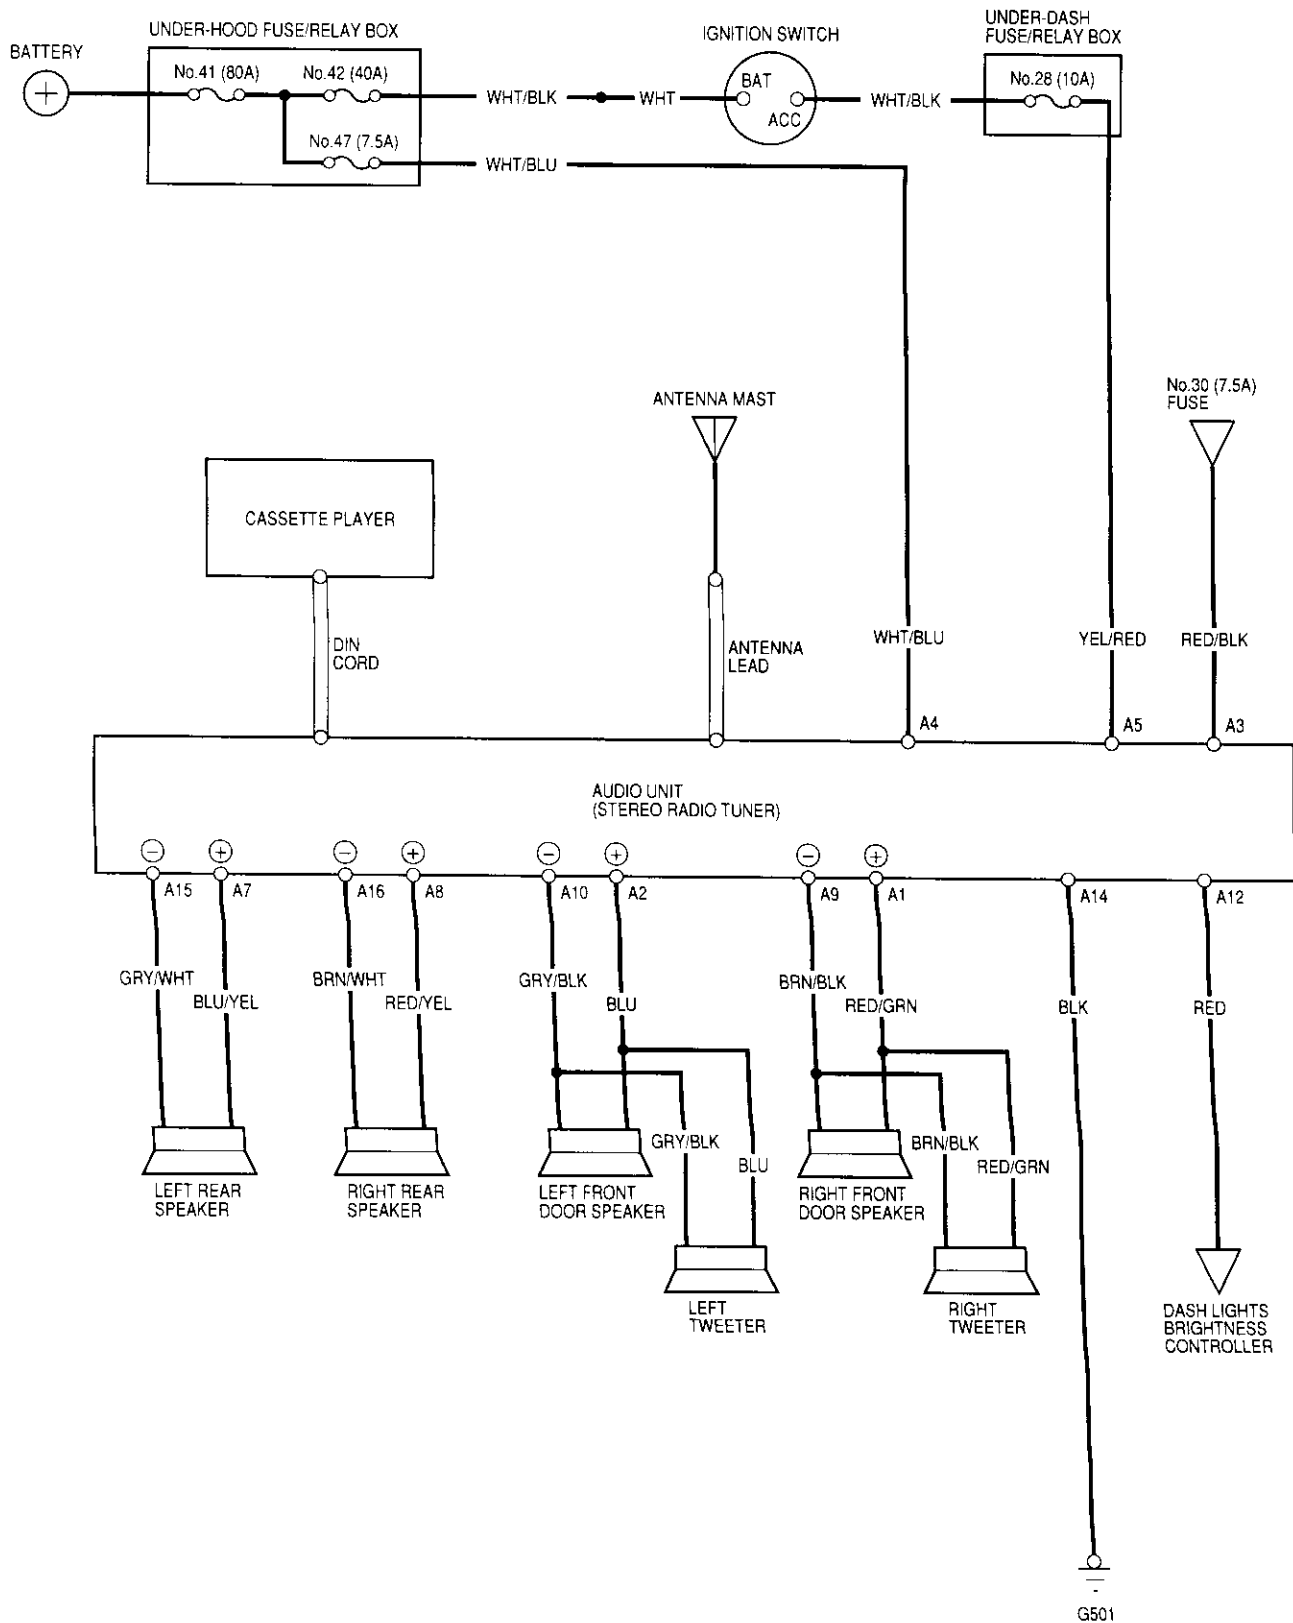 UNDER-HOOD FUSE/RELAY BOX
IGNITION SWITCH
UNDER-DASH
FUSE/RELAY BOX
BATTERY
No.41 (80A)
No.42 (40A)
BAT
No.28 (10A)
WHT/BLK
WHT
ACC
WHT/BLK
No.47 (7.5A)
WHT/BLU
No.30 (7.5A)
FUSE
ANTENNA MAST
CASSETTE PLAYER
DIN
CORD
ANTENNA
LEAD
WHT/BLU
YEL/RED
RED/BLK
A4
A5
A3
AUDIO UNIT
(STEREO RADIO TUNER)
− + − + − + − +
A15
A7
A16
A8
A10
A2
A9
A1
A14
A12
GRY/WHT
BLU/YEL
BRN/WHT
RED/YEL
GRY/BLK
BLU
BRN/BLK
RED/GRN
BLK
RED
GRY/BLK
BLU
BRN/BLK
RED/GRN
LEFT REAR
SPEAKER
RIGHT REAR
SPEAKER
LEFT FRONT
DOOR SPEAKER
RIGHT FRONT
DOOR SPEAKER
LEFT
TWEETER
RIGHT
TWEETER
DASH LIGHTS
BRIGHTNESS
CONTROLLER
G501